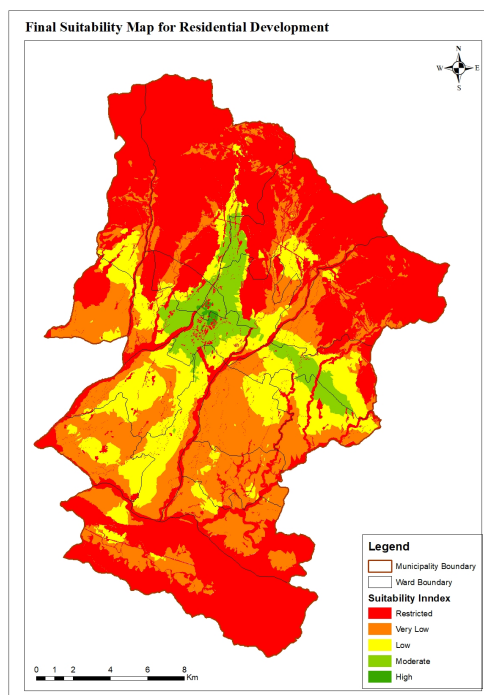 Final Suitability Map for Residential Development
N
W E
S
Legend
Municipality Boundary
Ward Boundary
Suitability Inndex
Restricted
Very Low
Low
Moderate
High
0 1 2 4 6 8
Km